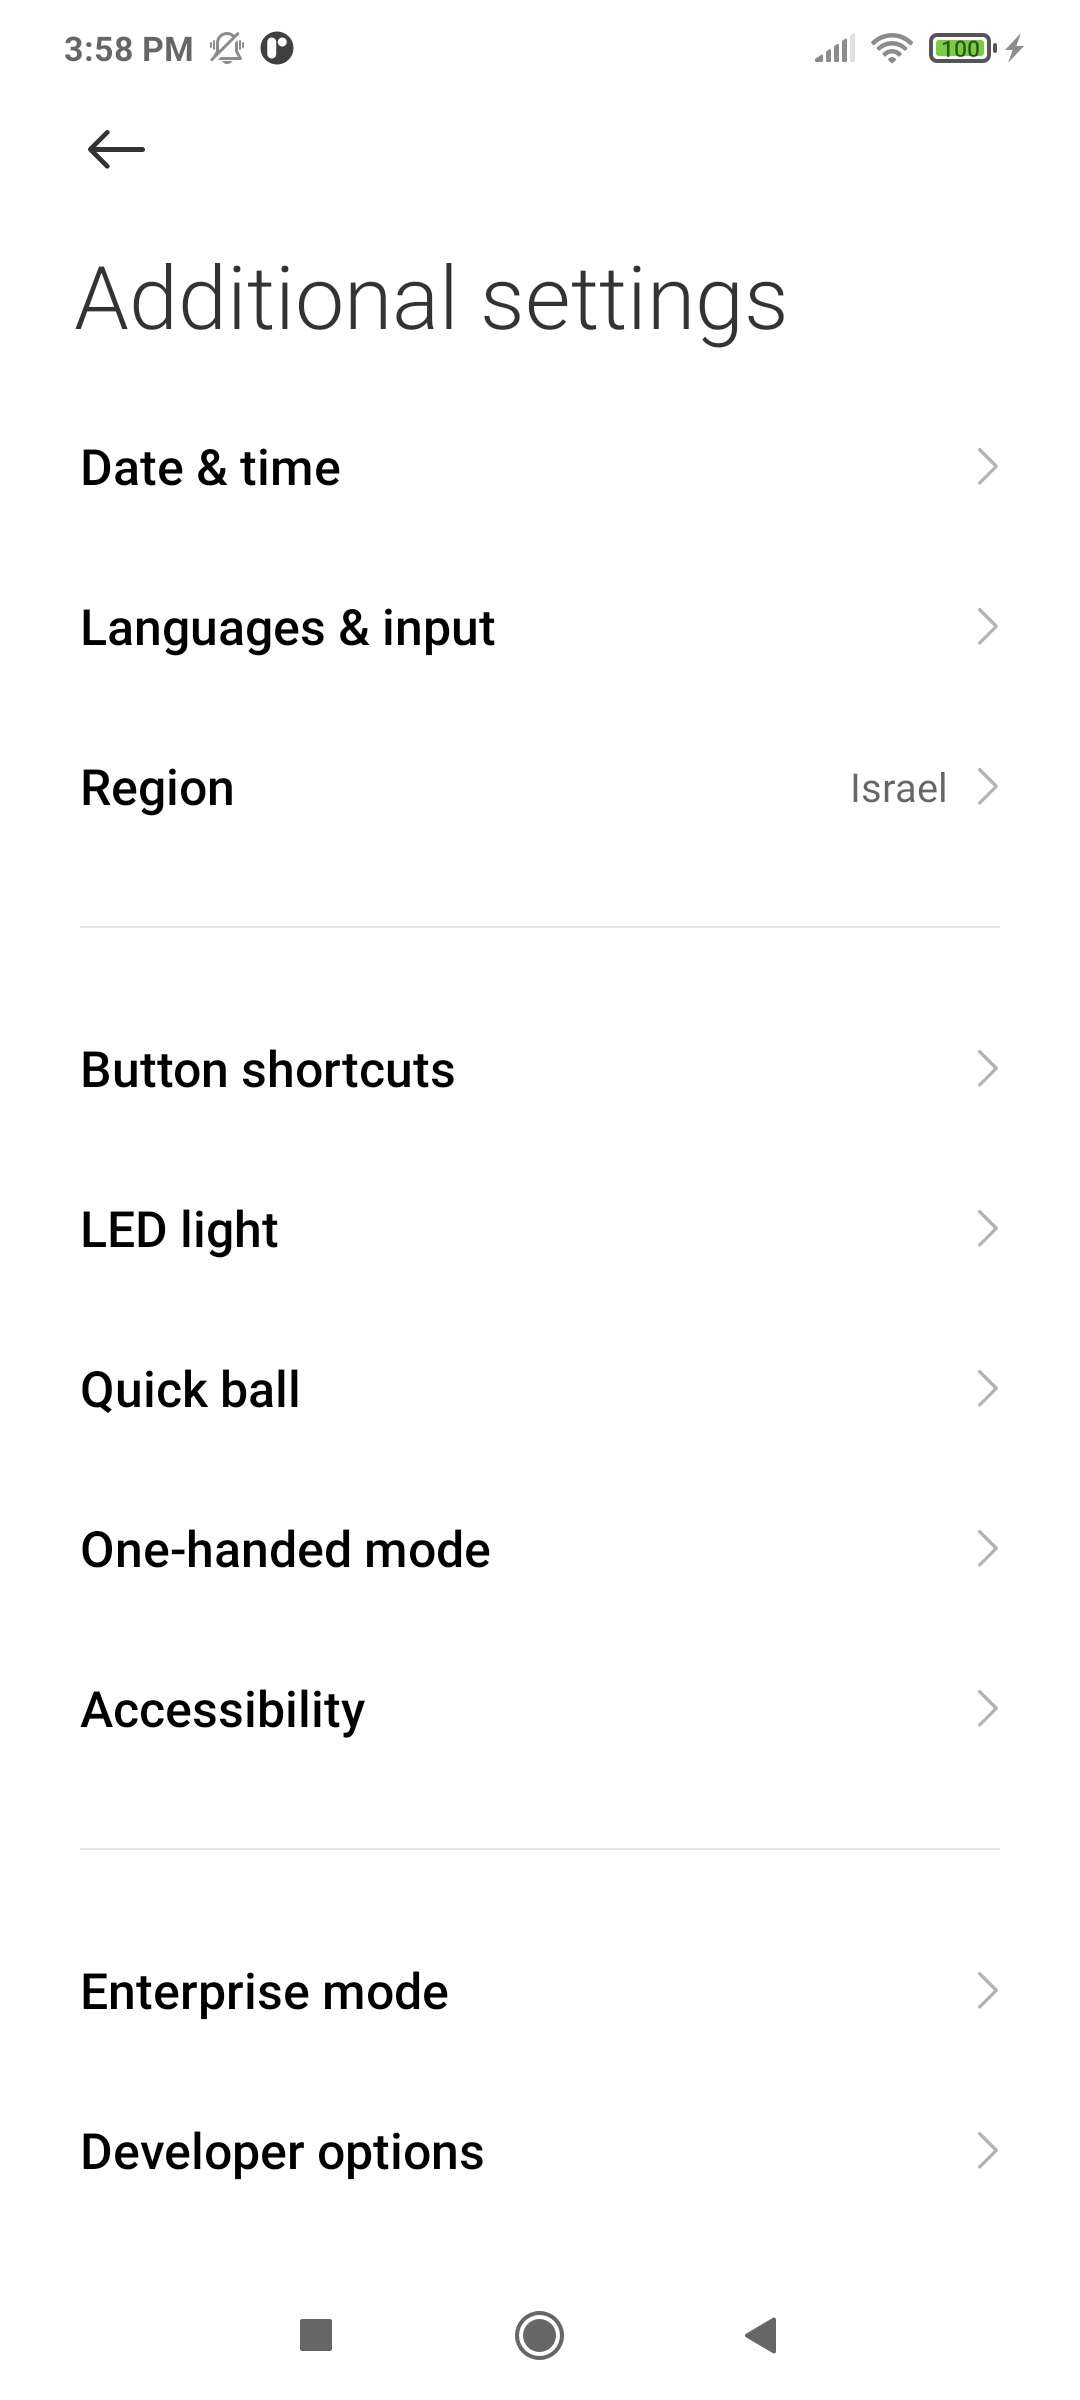 3:58 PM 100
Additional settings
Date & time
Languages & input
Region Israel
Button shortcuts
LED light
Quick ball
One-handed mode
Accessibility
Enterprise mode
Developer options